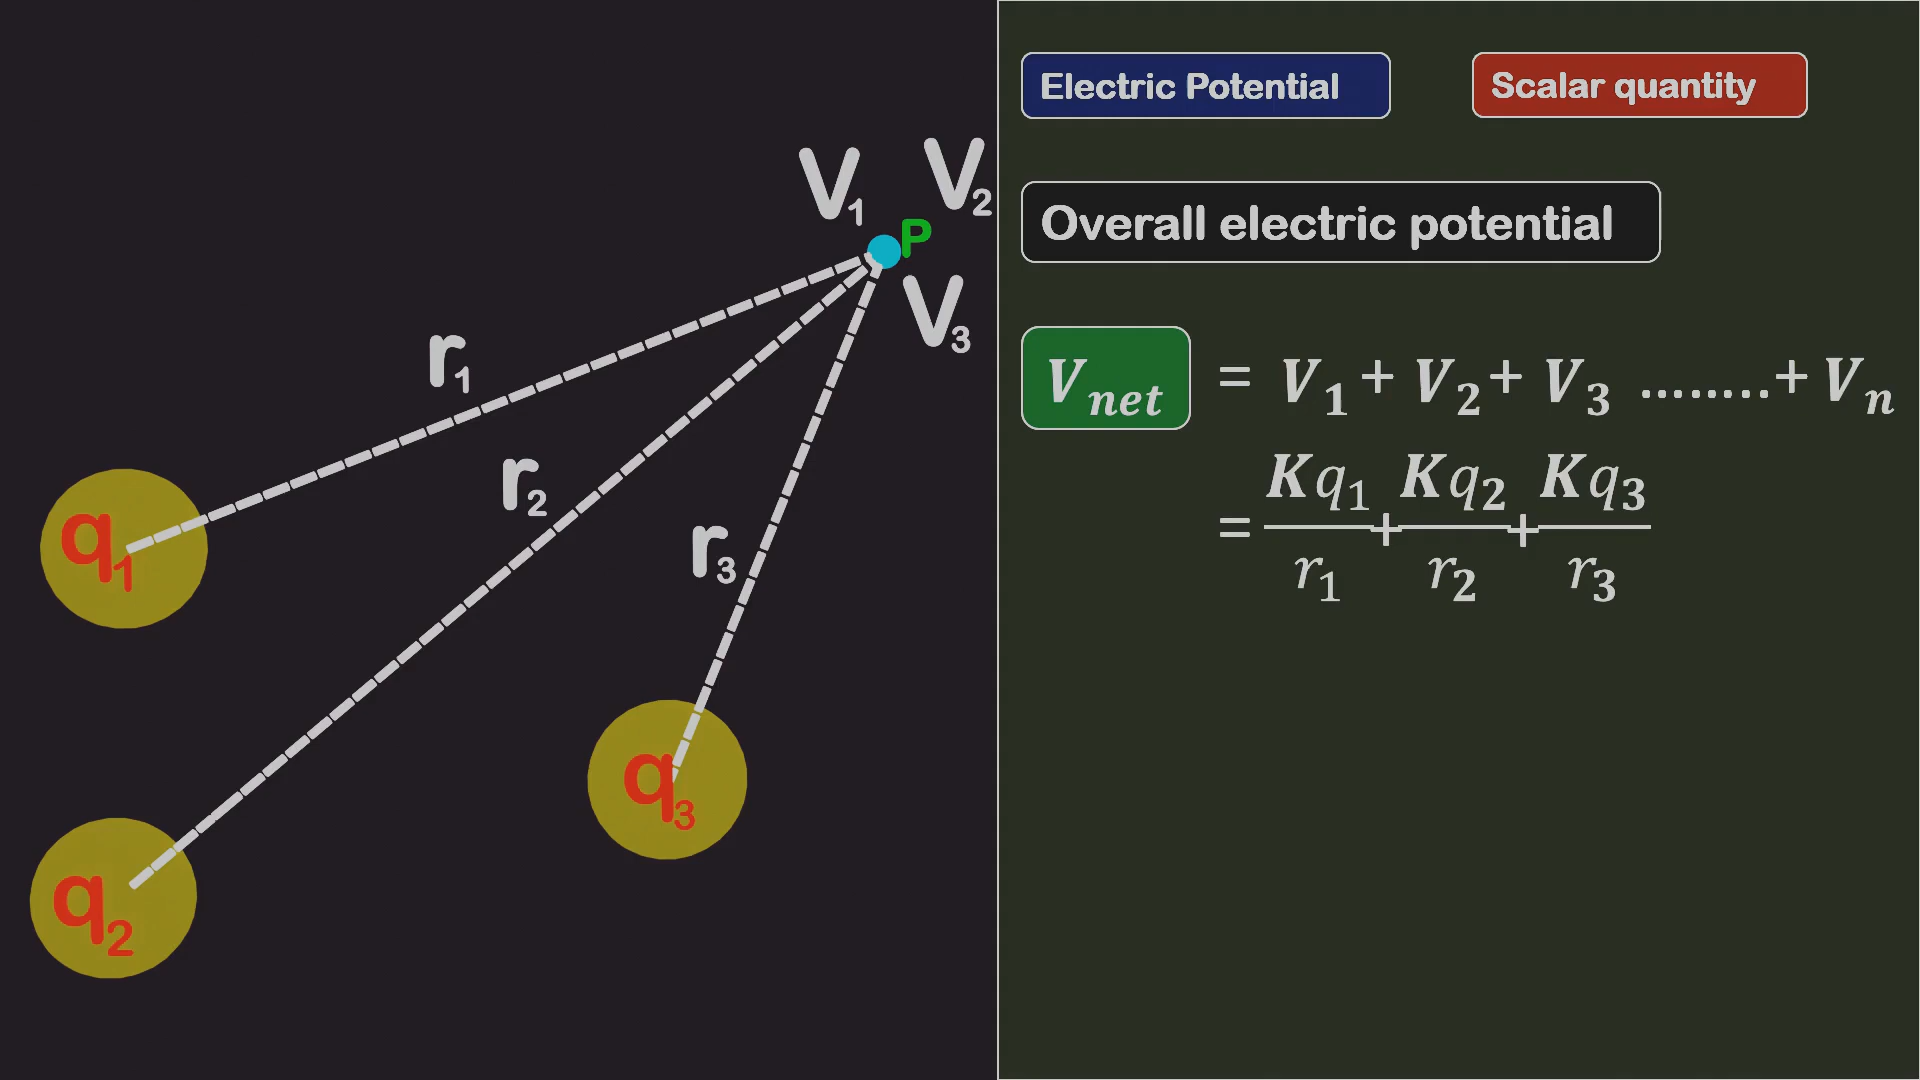 V₁ V₂
P
V₃
r₁
r₂
r₃
q₁
q₃
q₂
Electric Potential
Scalar quantity
Overall electric potential
Vₙₑₜ = V₁ + V₂ + V₃ ........+ Vₙ
= Kq₁/r₁ + Kq₂/r₂ + Kq₃/r₃